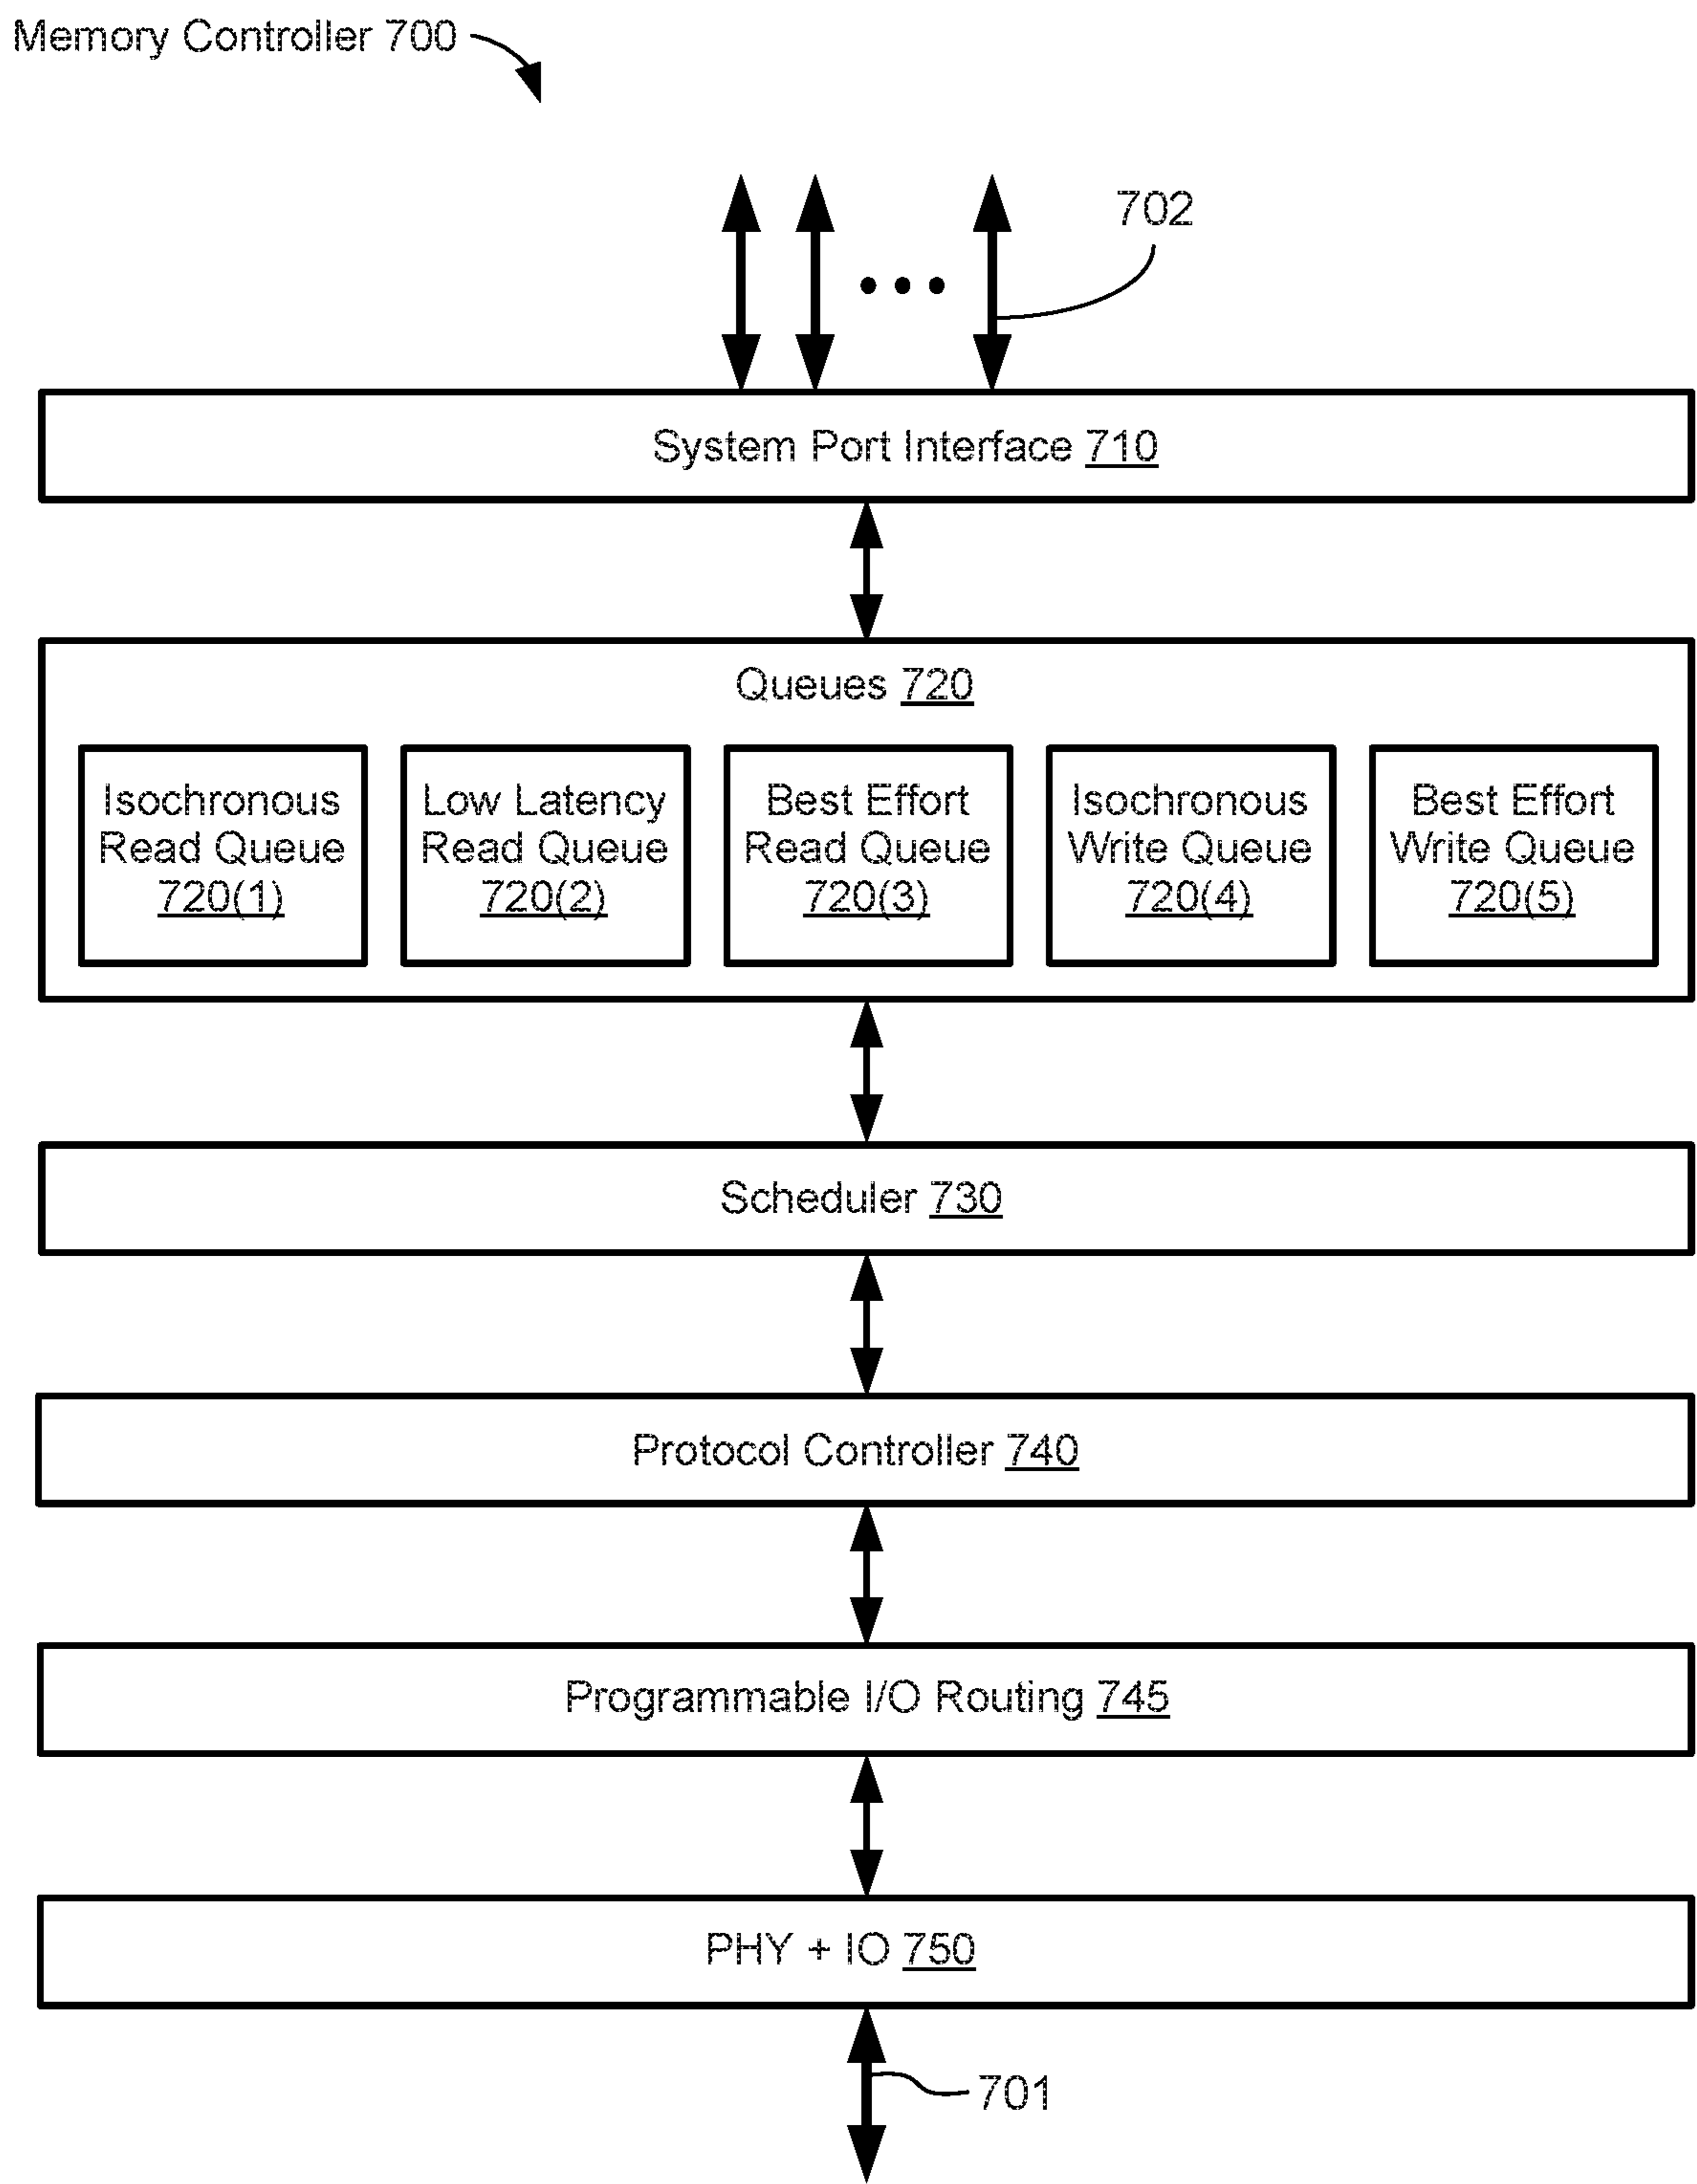 Memory Controller 700
702
System Port Interface 710
Queues 720
Isochronous
Read Queue
720(1)
Low Latency
Read Queue
720(2)
Best Effort
Read Queue
720(3)
Isochronous
Write Queue
720(4)
Best Effort
Write Queue
720(5)
Scheduler 730
Protocol Controller 740
Programmable I/O Routing 745
PHY + IO 750
701